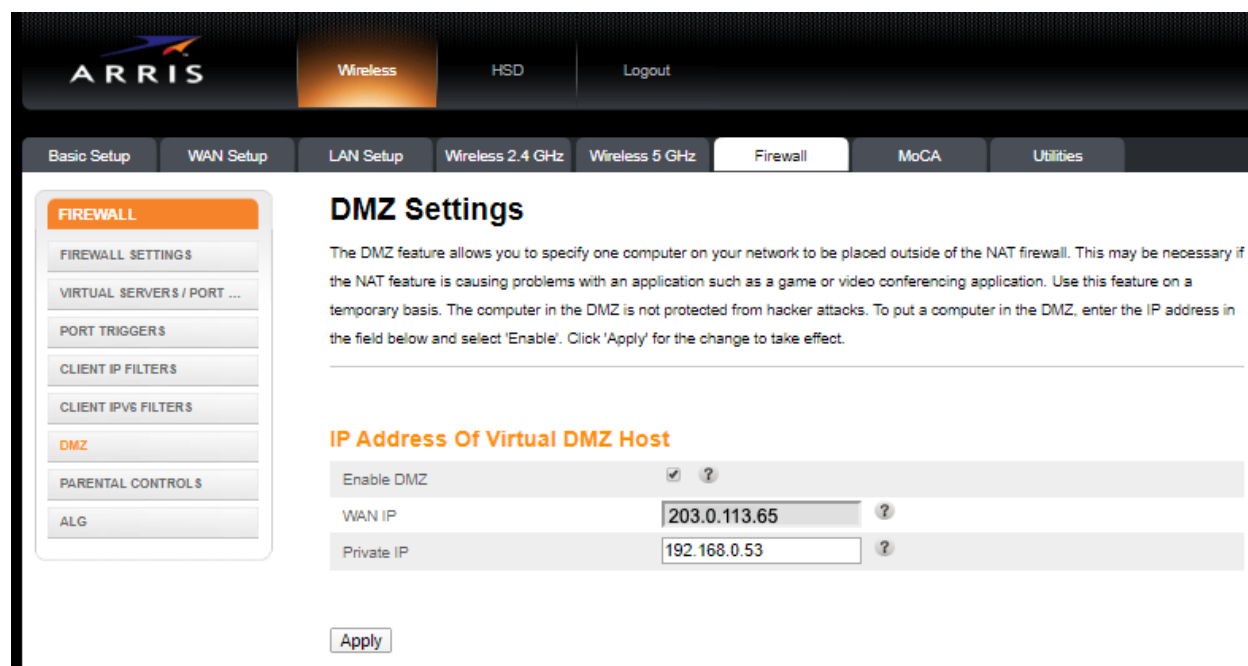 ARRIS
Wireless
HSD
Logout
Basic Setup
WAN Setup
LAN Setup
Wireless 2.4 GHz
Wireless 5 GHz
Firewall
MoCA
Utilities
FIREWALL
FIREWALL SETTINGS
VIRTUAL SERVERS / PORT ...
PORT TRIGGERS
CLIENT IP FILTERS
CLIENT IPV6 FILTERS
DMZ
PARENTAL CONTROLS
ALG
DMZ Settings
The DMZ feature allows you to specify one computer on your network to be placed outside of the NAT firewall. This may be necessary if
the NAT feature is causing problems with an application such as a game or video conferencing application. Use this feature on a
temporary basis. The computer in the DMZ is not protected from hacker attacks. To put a computer in the DMZ, enter the IP address in
the field below and select 'Enable'. Click 'Apply' for the change to take effect.
IP Address Of Virtual DMZ Host
Enable DMZ ?
WAN IP 203.0.113.65 ?
Private IP 192.168.0.53 ?
Apply